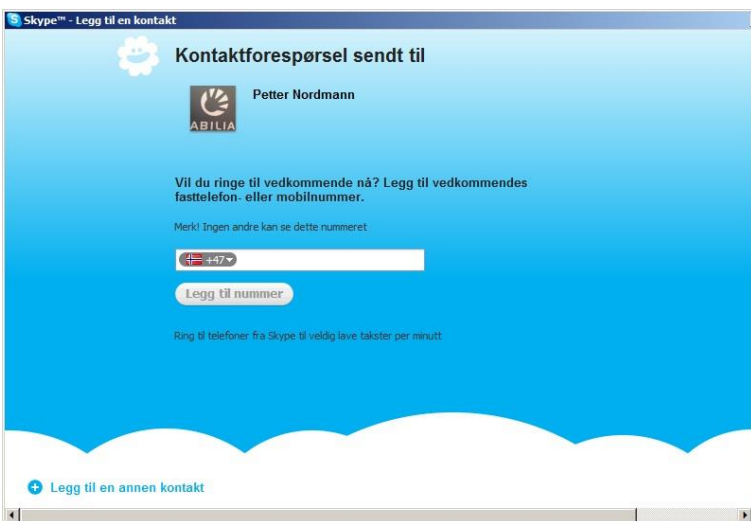 Skype™ - Legg til en kontakt
Kontaktforespørsel sendt til
Petter Nordmann
ABILIA
Vil du ringe til vedkommende nå? Legg til vedkommendes
fasttelefon- eller mobilnummer.
Merk! Ingen andre kan se dette nummeret
+47
Legg til nummer
Ring til telefoner fra Skype til veldig lave takster per minutt
Legg til en annen kontakt